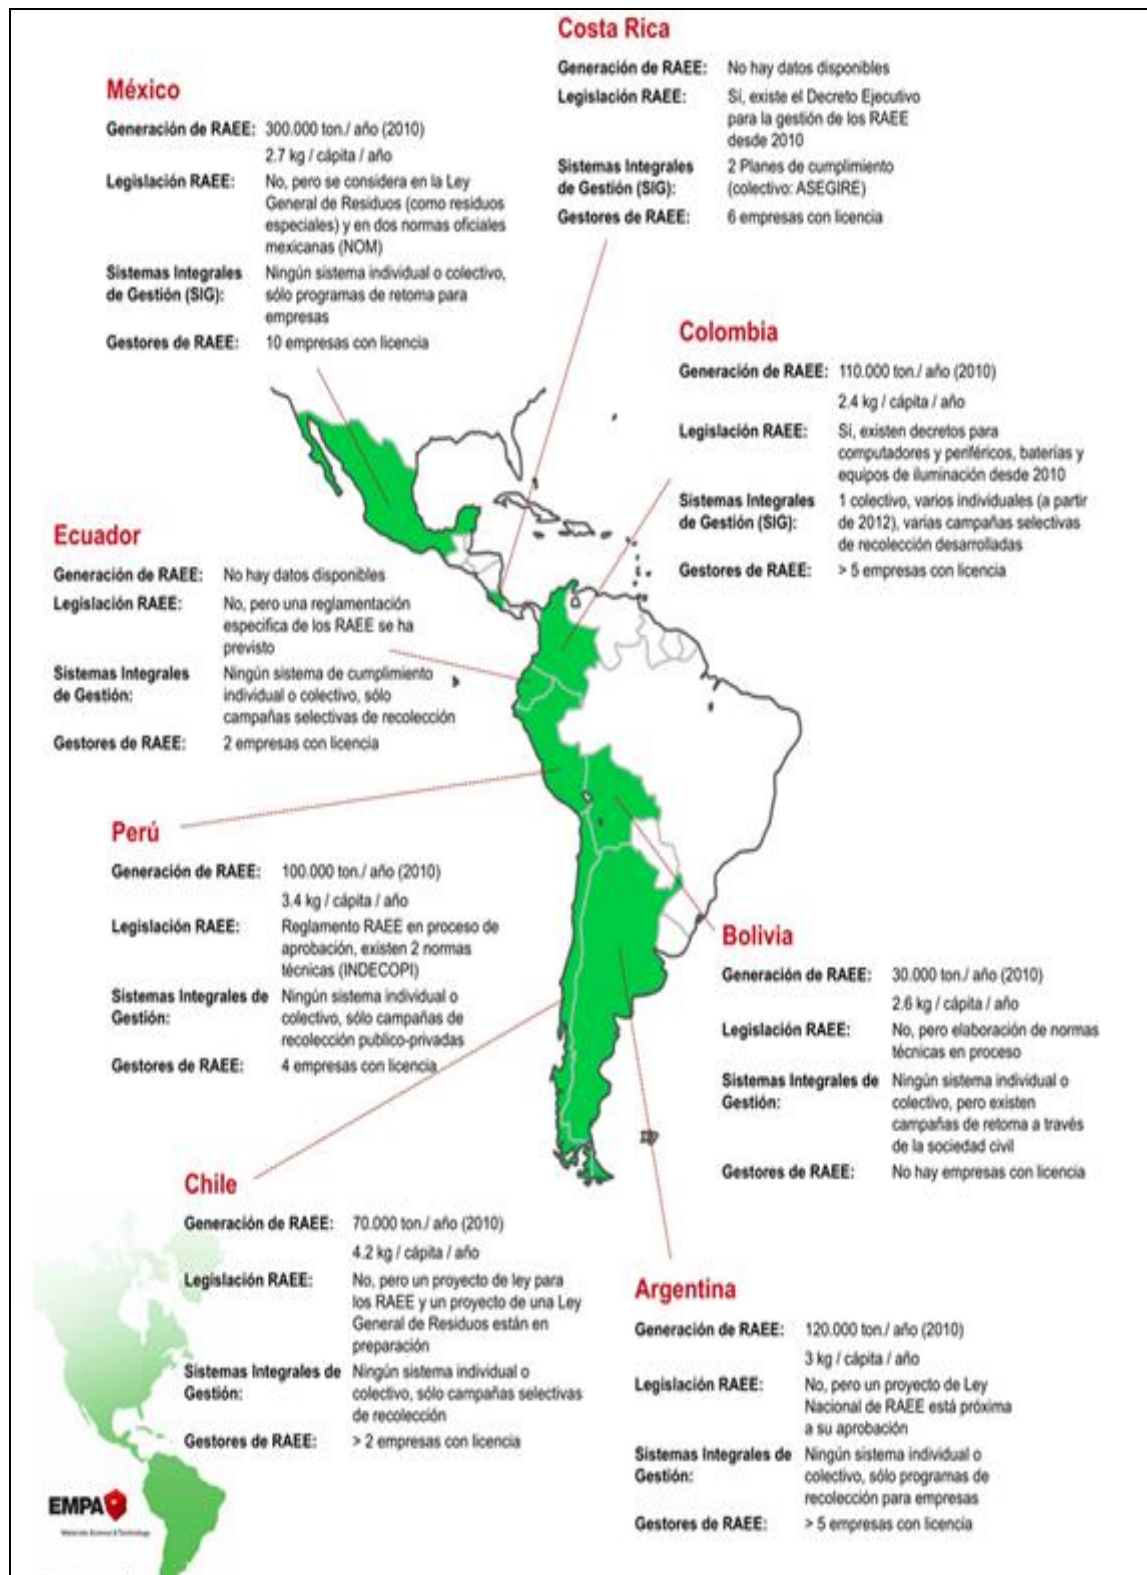 Costa Rica
Generación de RAEE: No hay datos disponibles
Legislación RAEE: Sí, existe el Decreto Ejecutivo
para la gestión de los RAEE
desde 2010
Sistemas Integrales 2 Planes de cumplimiento
de Gestión (SIG): (colectivo: ASEGIRE)
Gestores de RAEE: 6 empresas con licencia
México
Generación de RAEE: 300.000 ton./ año (2010)
2.7 kg / cápita / año
Legislación RAEE: No, pero se considera en la Ley
General de Residuos (como residuos
especiales) y en dos normas oficiales
mexicanas (NOM)
Sistemas Integrales Ningún sistema individual o colectivo,
de Gestión (SIG): sólo programas de retoma para
empresas
Gestores de RAEE: 10 empresas con licencia
Colombia
Generación de RAEE: 110.000 ton./ año (2010)
2.4 kg / cápita / año
Legislación RAEE: Sí, existen decretos para
computadores y periféricos, baterías y
equipos de iluminación desde 2010
Sistemas Integrales 1 colectivo, varios individuales (a partir
de Gestión (SIG): de 2012), varias campañas selectivas
de recolección desarrolladas
Gestores de RAEE: > 5 empresas con licencia
Ecuador
Generación de RAEE: No hay datos disponibles
Legislación RAEE: No, pero una reglamentación
especifica de los RAEE se ha
previsto
Sistemas Integrales Ningún sistema de cumplimiento
de Gestión: individual o colectivo, sólo
campañas selectivas de recolección
Gestores de RAEE: 2 empresas con licencia
Perú
Generación de RAEE: 100.000 ton./ año (2010)
3.4 kg / cápita / año
Legislación RAEE: Reglamento RAEE en proceso de
aprobación, existen 2 normas
técnicas (INDECOPI)
Sistemas Integrales de Ningún sistema individual o
Gestión: colectivo, sólo campañas de
recolección publico-privadas
Gestores de RAEE: 4 empresas con licencia
Bolivia
Generación de RAEE: 30.000 ton./ año (2010)
2.6 kg / cápita / año
Legislación RAEE: No, pero elaboración de normas
técnicas en proceso
Sistemas Integrales de Ningún sistema individual o
Gestión: colectivo, pero existen
campañas de retoma a través
de la sociedad civil
Gestores de RAEE: No hay empresas con licencia
Chile
Generación de RAEE: 70.000 ton./ año (2010)
4.2 kg / cápita / año
Legislación RAEE: No, pero un proyecto de ley para
los RAEE y un proyecto de una Ley
General de Residuos están en
preparación
Sistemas Integrales de Ningún sistema individual o
Gestión: colectivo, sólo campañas selectivas
de recolección
Gestores de RAEE: > 2 empresas con licencia
Argentina
Generación de RAEE: 120.000 ton./ año (2010)
3 kg / cápita / año
Legislación RAEE: No, pero un proyecto de Ley
Nacional de RAEE está próxima
a su aprobación
Sistemas Integrales de Ningún sistema individual o
Gestión: colectivo, sólo programas de
recolección para empresas
Gestores de RAEE: > 5 empresas con licencia
EMPA
Materials Science & Technology